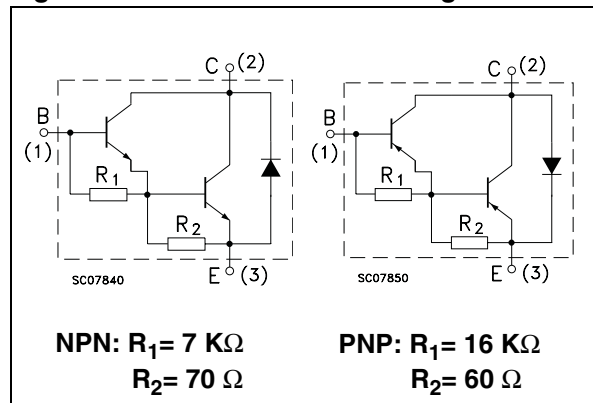 C (2)
B
(1)
R1
R2
SC07840
E (3)
C (2)
B
(1)
R1
R2
SC07850
E (3)
NPN: R1= 7 KΩ
R2= 70 Ω
PNP: R1= 16 KΩ
R2= 60 Ω